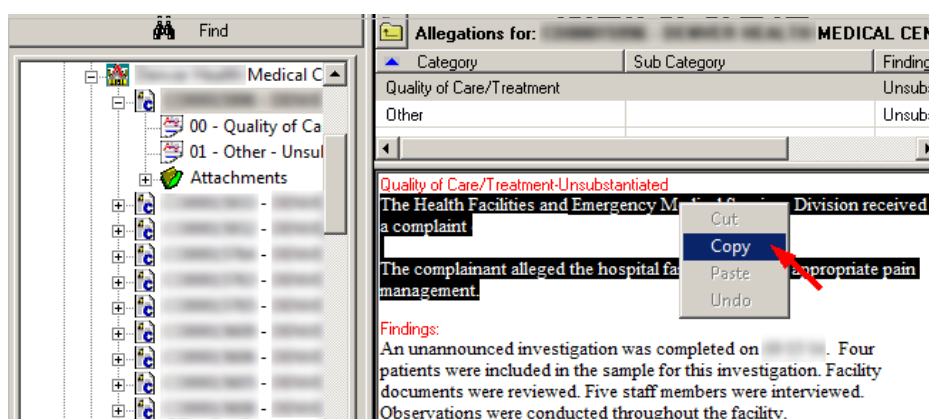 Find
Allegations for: MEDICAL CEN
Category Sub Category Finding
Quality of Care/Treatment Unsubs
Other Unsubs
Medical C
00 - Quality of Ca
01 - Other - Unsul
Attachments
-
-
-
-
-
-
-
-
-
Quality of Care/Treatment-Unsubstantiated
The Health Facilities and Emergency Division received
a complaint
The complainant alleged the hospital appropriate pain
management.
Cut
Copy
Paste
Undo
Findings:
An unannounced investigation was completed on . Four
patients were included in the sample for this investigation. Facility
documents were reviewed. Five staff members were interviewed.
Observations were conducted throughout the facility.